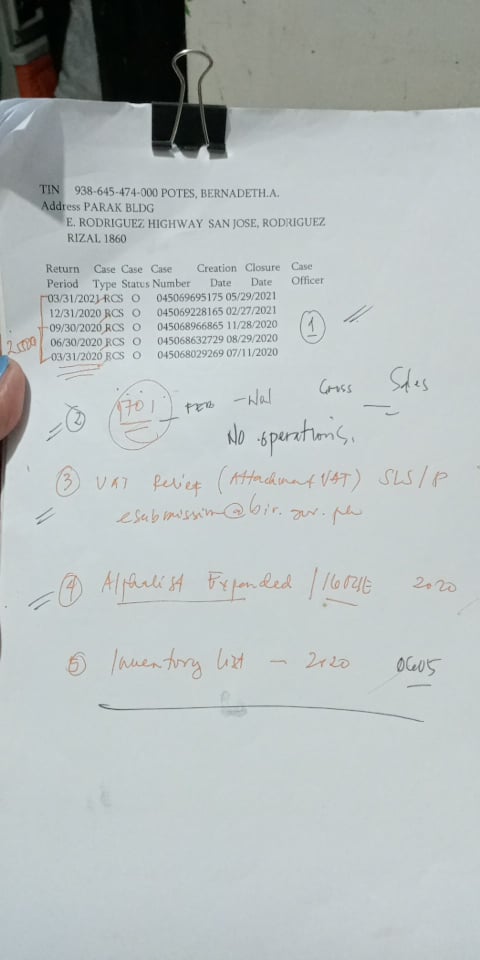 TIN 938-645-474-000 POTES, BERNADETH.A.
Address PARAK BLDG
E. RODRIGUEZ HIGHWAY SAN JOSE, RODRIGUEZ
RIZAL 1860
Return Case Case Case Creation Closure Case
Period Type Status Number Date Date Officer
03/31/2021 RCS O 045069695175 05/29/2021
12/31/2020 RCS O 045069228165 02/27/2021
09/30/2020 RCS O 045068966865 11/28/2020
06/30/2020 RCS O 045068632729 08/29/2020
03/31/2020 RCS O 045068029269 07/11/2020
1
2 1701 - Gross Sales
No operations.
3 VAT Relief (Attachment VAT) SLS/P
esubmission@bir.gov.ph
4 Alphalist Expanded / 1604E 2020
5 Inventory list - 2020 0605